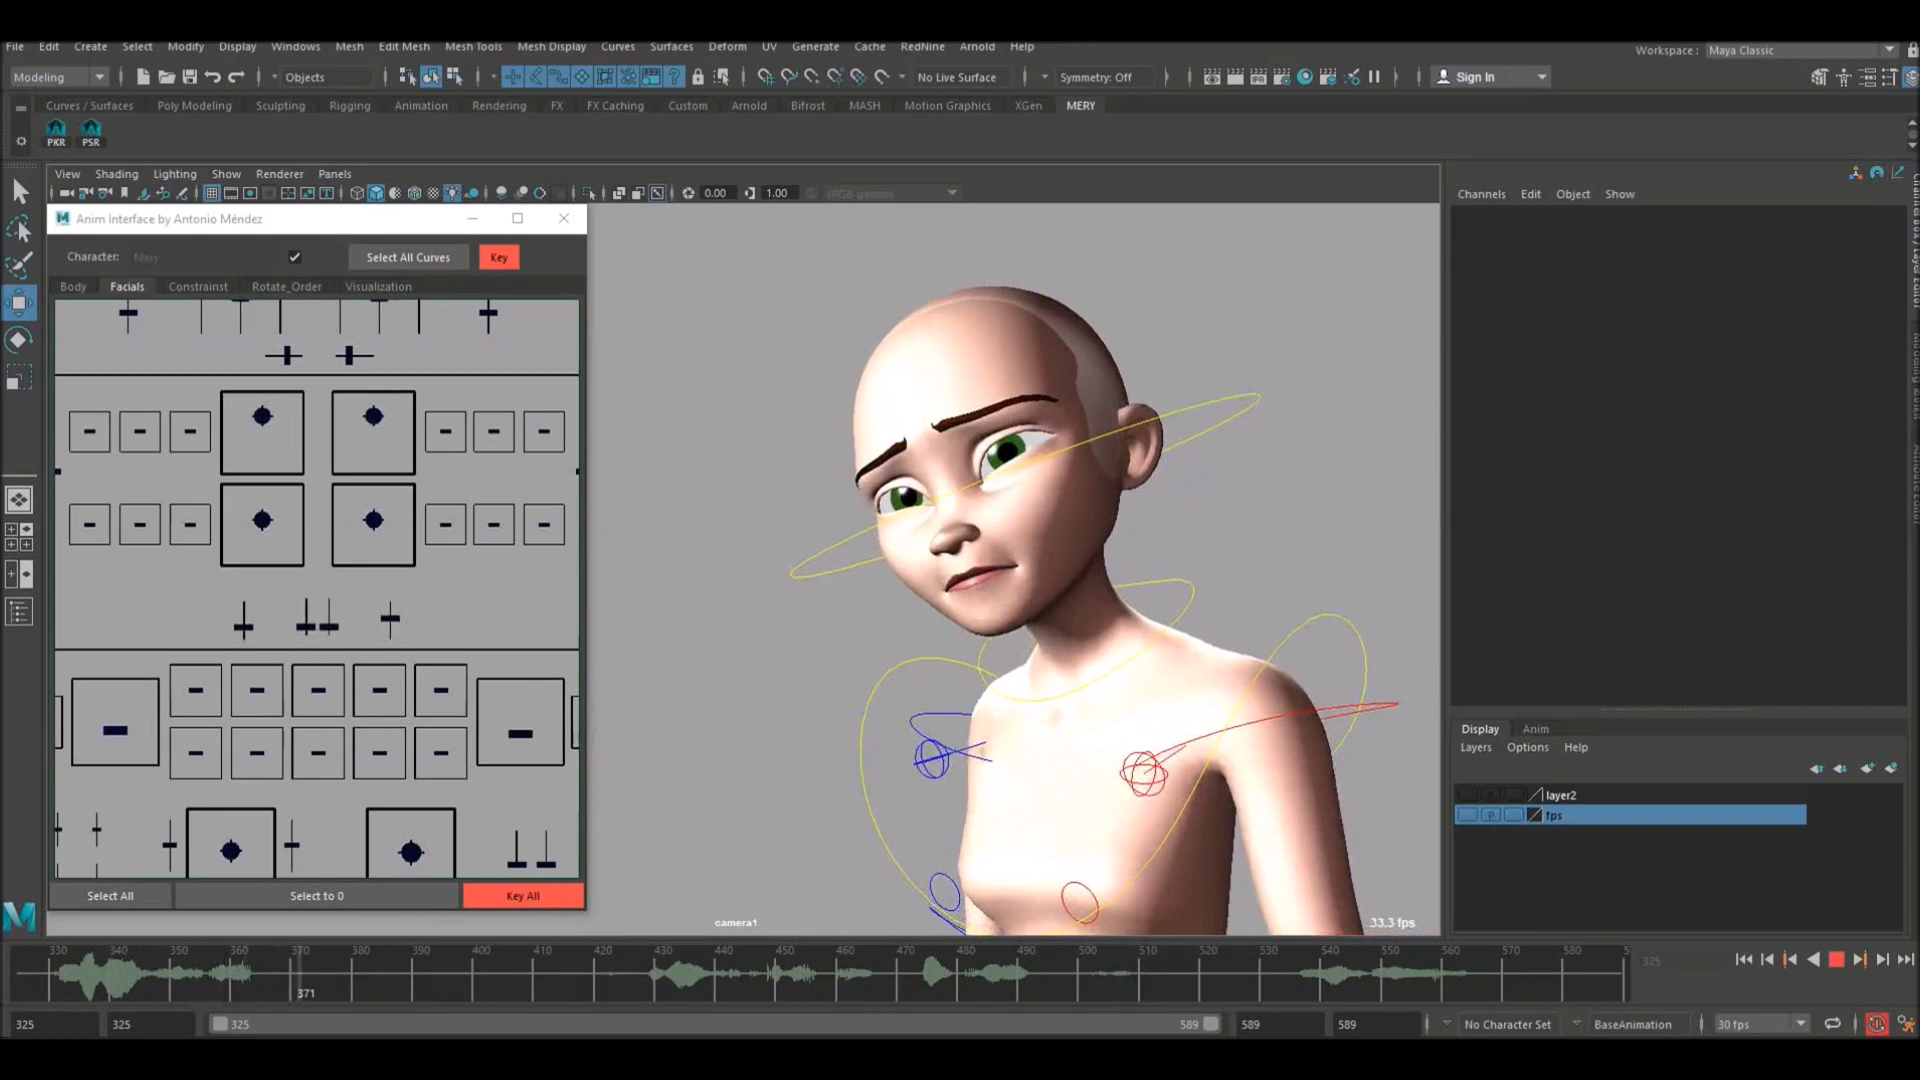 File Edit Create Select Modify Display Windows Mesh Edit Mesh Mesh Tools Mesh Display Curves Surfaces Deform UV Generate Cache RedNine Arnold Help
Workspace : Maya Classic
Modeling Objects No Live Surface Symmetry: Off Sign In
Curves / Surfaces Poly Modeling Sculpting Rigging Animation Rendering FX FX Caching Custom Arnold Bifrost MASH Motion Graphics XGen MERY
PKR PSR
View Shading Lighting Show Renderer Panels
0.00 1.00 sRGB gamma
Channels Edit Object Show
Anim Interface by Antonio Méndez
Character: Mery Select All Curves Key
Body Facials Constrainst Rotate_Order Visualization
Select All Select to 0 Key All
camera1 33.3 fps
Display Anim
Layers Options Help
layer2
P fps
330 340 350 360 370 380 390 400 410 420 430 440 450 460 470 480 490 500 510 520 530 540 550 560 570 580 5
371
325
325 325 325 589 589 589 No Character Set BaseAnimation 30 fps